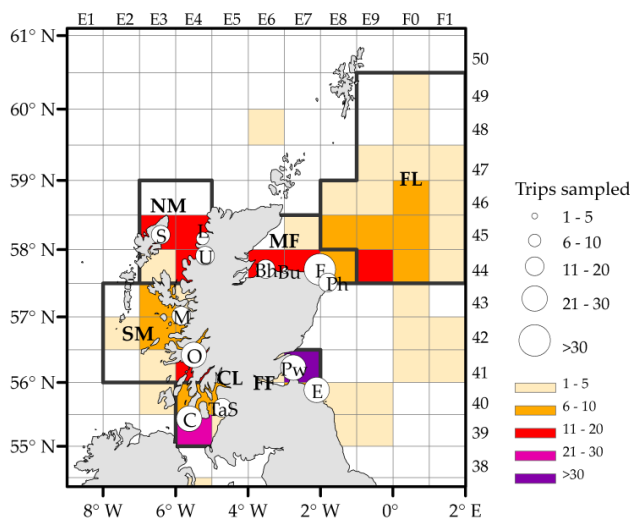 E1 E2 E3 E4 E5 E6 E7 E8 E9 F0 F1
61° N
50
49
60° N
48
47
59° N
NM
FL
46
S
L
45
58° N
U
MF
Bh
Bu
F
44
Ph
43
57° N
M
SM
42
O
CL
FF
Pw
41
56° N
E
40
C
TaS
39
55° N
38
8° W 6° W 4° W 2° W 0° 2° E
Trips sampled
1 - 5
6 - 10
11 - 20
21 - 30
>30
1 - 5
6 - 10
11 - 20
21 - 30
>30